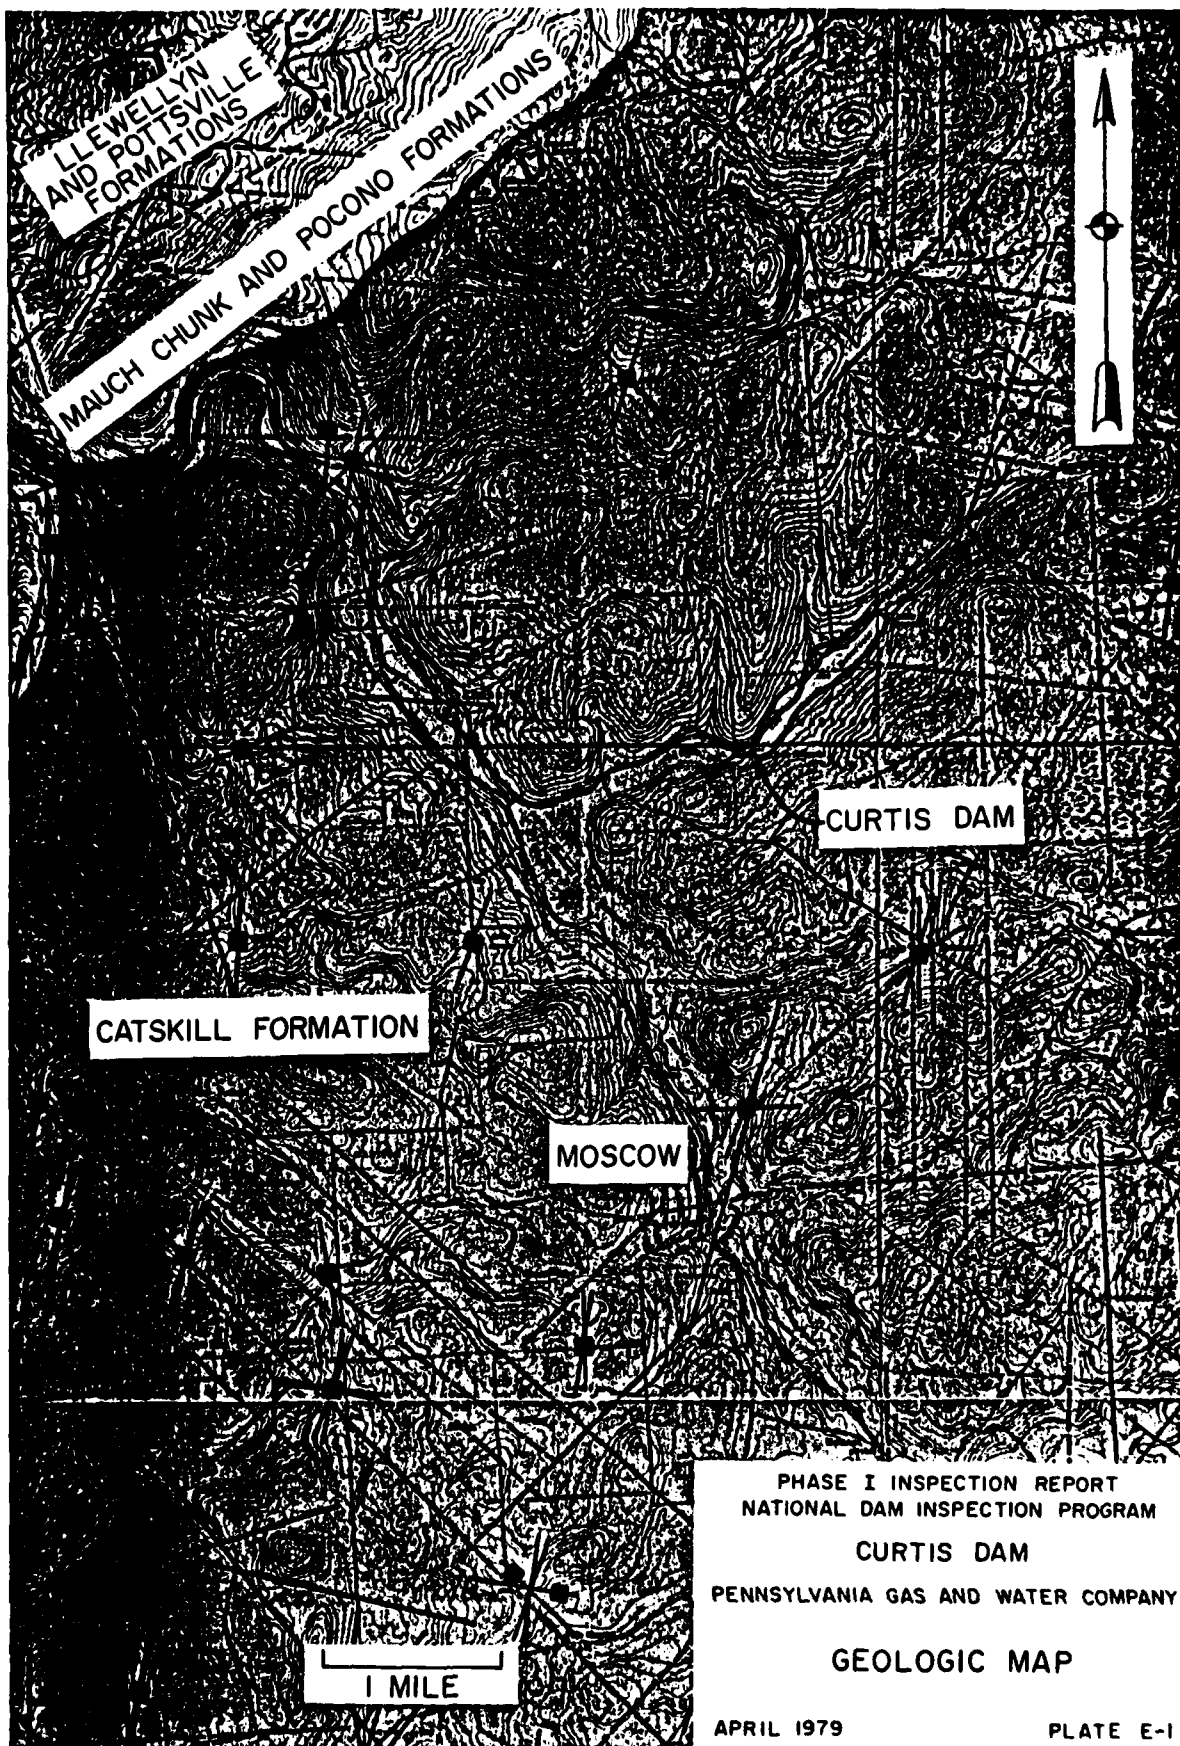 LLEWELLYN
AND POTTSVILLE
FORMATIONS
MAUCH CHUNK AND POCONO FORMATIONS
CURTIS DAM
CATSKILL FORMATION
MOSCOW
1 MILE
PHASE I INSPECTION REPORT
NATIONAL DAM INSPECTION PROGRAM
CURTIS DAM
PENNSYLVANIA GAS AND WATER COMPANY
GEOLOGIC MAP
APRIL 1979
PLATE E-1